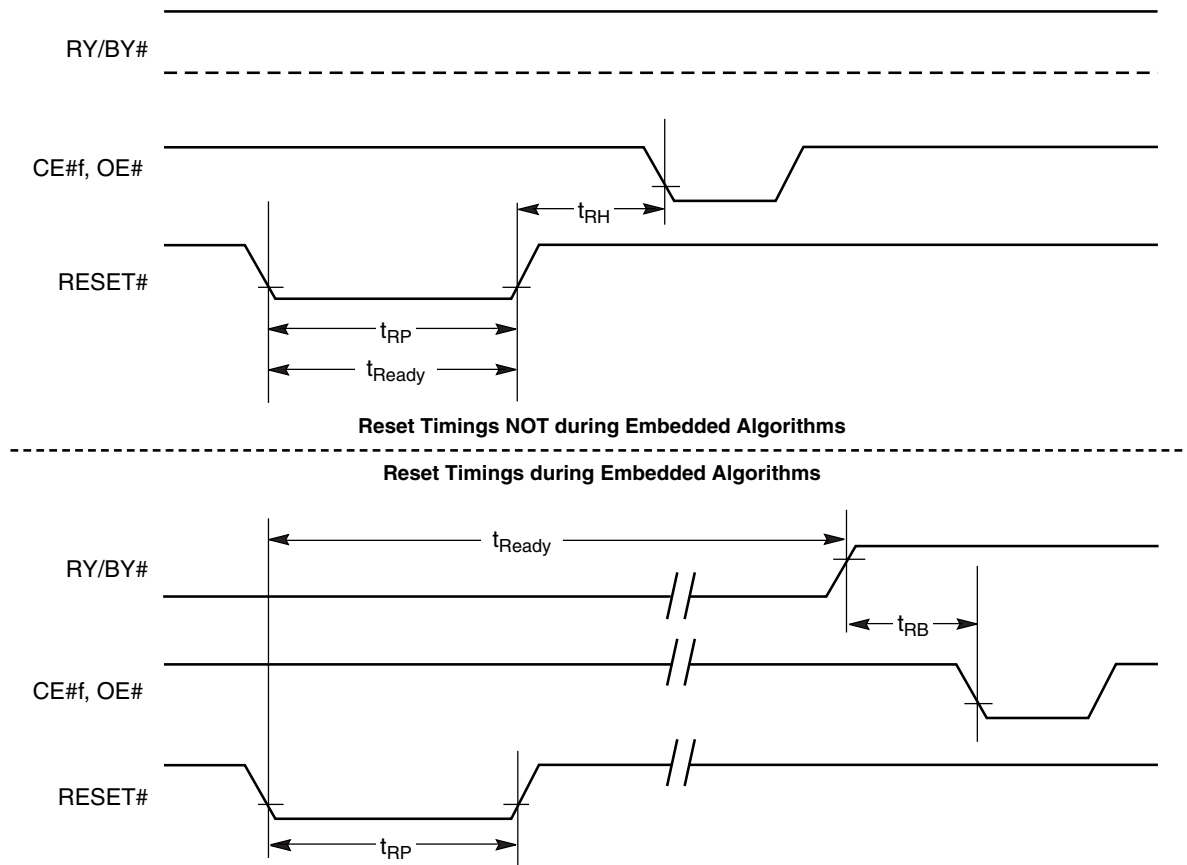 RY/BY#
CE#f, OE#
tRH
RESET#
tRP
tReady
Reset Timings NOT during Embedded Algorithms
Reset Timings during Embedded Algorithms
tReady
RY/BY#
tRB
CE#f, OE#
RESET#
tRP